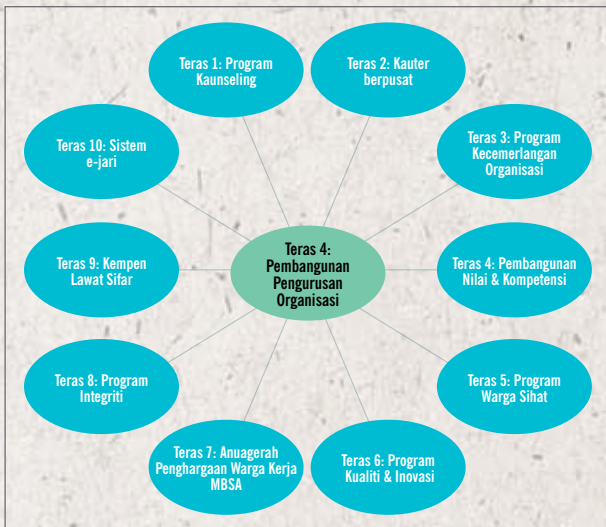 Teras 1: Program
Kaunseling
Teras 2: Kauter
berpusat
Teras 3: Program
Kecemerlangan
Organisasi
Teras 4: Pembangunan
Nilai & Kompetensi
Teras 5: Program
Warga Sihat
Teras 6: Program
Kualiti & Inovasi
Teras 7: Anuagerah
Penghargaan Warga Kerja
MBSA
Teras 8: Program
Integriti
Teras 9: Kempen
Lawat Sifar
Teras 10: Sistem
e-jari
Teras 4:
Pembangunan
Pengurusan
Organisasi